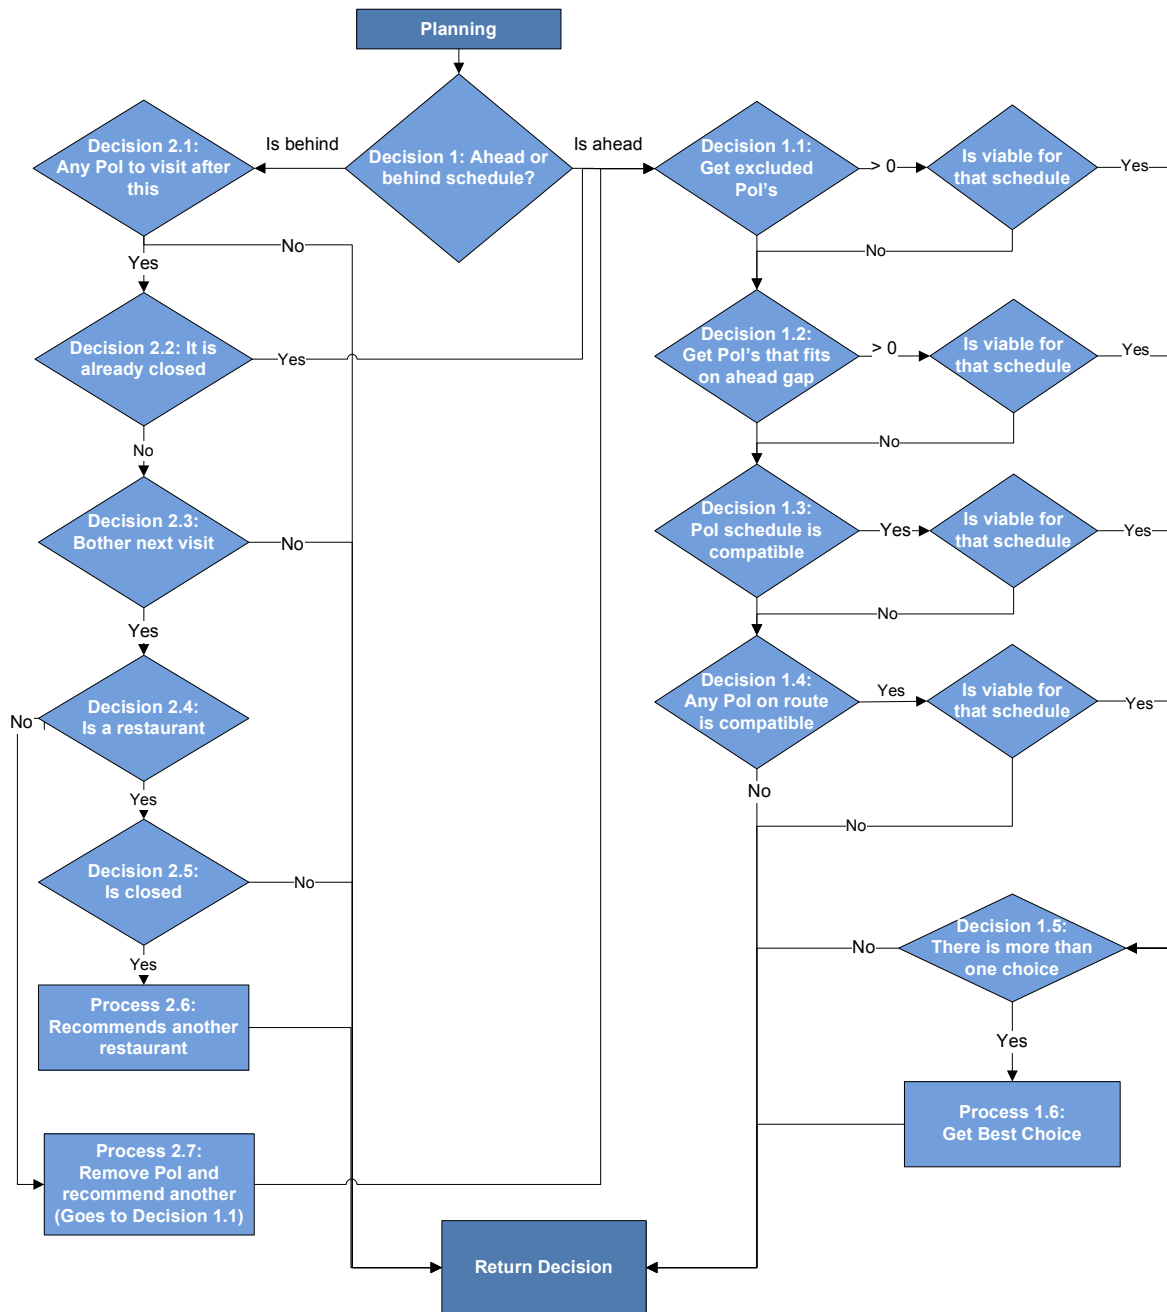 Planning
Decision 1: Ahead or
behind schedule?
Is behind
Is ahead
Decision 2.1:
Any PoI to visit after
this
No
Yes
Decision 2.2: It is
already closed
Yes
No
Decision 2.3:
Bother next visit
No
Yes
Decision 2.4:
Is a restaurant
No
Yes
Decision 2.5:
Is closed
No
Yes
Process 2.6:
Recommends another
restaurant
Process 2.7:
Remove PoI and
recommend another
(Goes to Decision 1.1)
Decision 1.1:
Get excluded
PoI's
> 0
Is viable for
that schedule
Yes
No
Decision 1.2:
Get PoI's that fits
on ahead gap
> 0
Is viable for
that schedule
Yes
No
Decision 1.3:
PoI schedule is
compatible
Yes
Is viable for
that schedule
Yes
No
Decision 1.4:
Any PoI on route
is compatible
Yes
Is viable for
that schedule
Yes
No
No
Decision 1.5:
There is more than
one choice
No
Yes
Process 1.6:
Get Best Choice
Return Decision